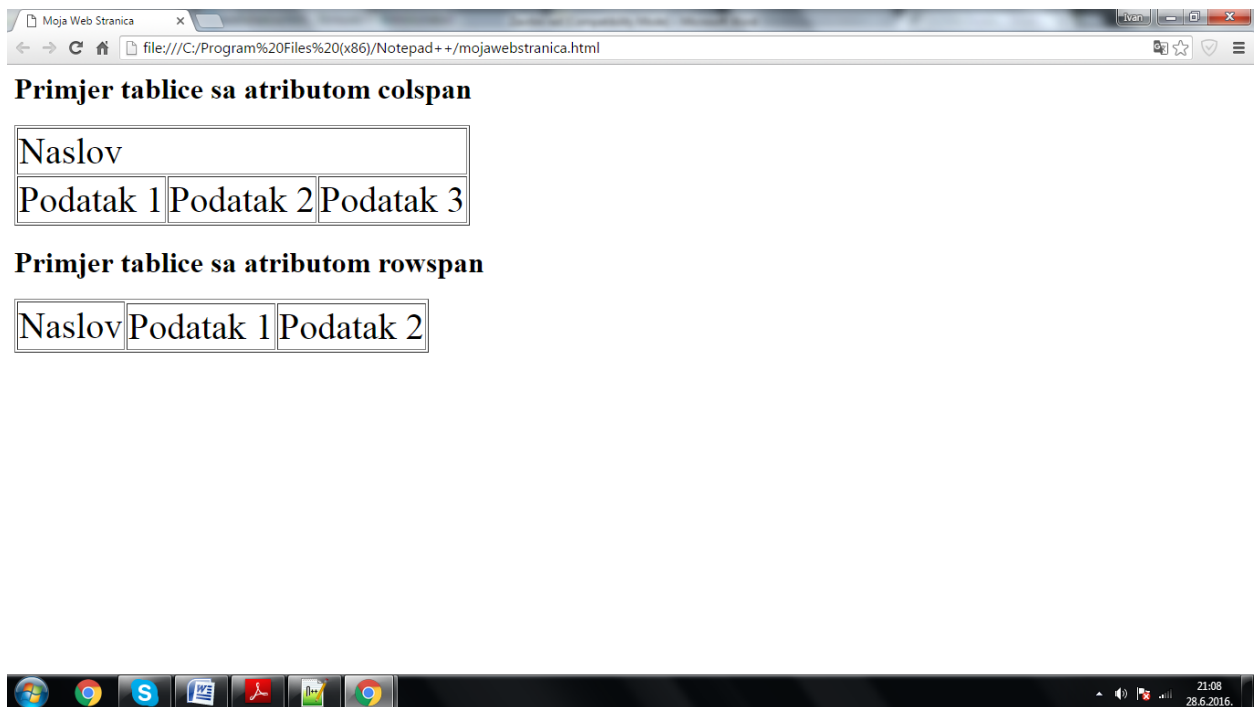 Moja Web Stranica
Ivan
file:///C:/Program%20Files%20(x86)/Notepad++/mojawebstranica.html
Primjer tablice sa atributom colspan
Naslov
Podatak 1 Podatak 2 Podatak 3
Primjer tablice sa atributom rowspan
Naslov Podatak 1 Podatak 2
21:08
28.6.2016.